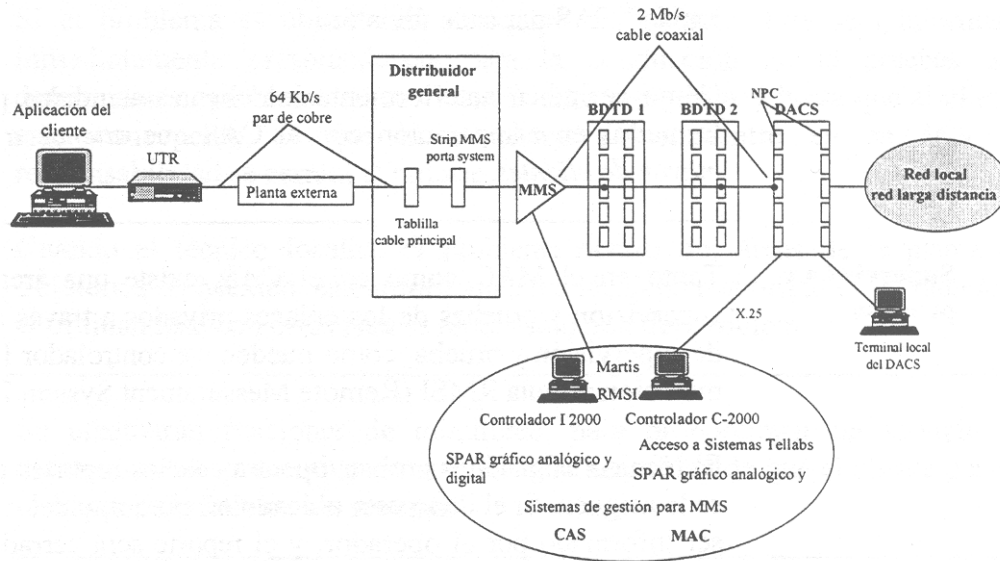 2 Mb/s
cable coaxial
Distribuidor
general
64 Kb/s
par de cobre
Aplicación del
cliente
UTR
Planta externa
Strip MMS
porta system
Tablilla
cable principal
MMS
BDTD 1
BDTD 2
NPC
DACS
Red local
red larga distancia
X.25
Terminal local
del DACS
Martis
RMSI
Controlador I 2000
Controlador C-2000
Acceso a Sistemas Tellabs
SPAR gráfico analógico y
digital
SPAR gráfico analógico y
Sistemas de gestión para MMS
CAS
MAC